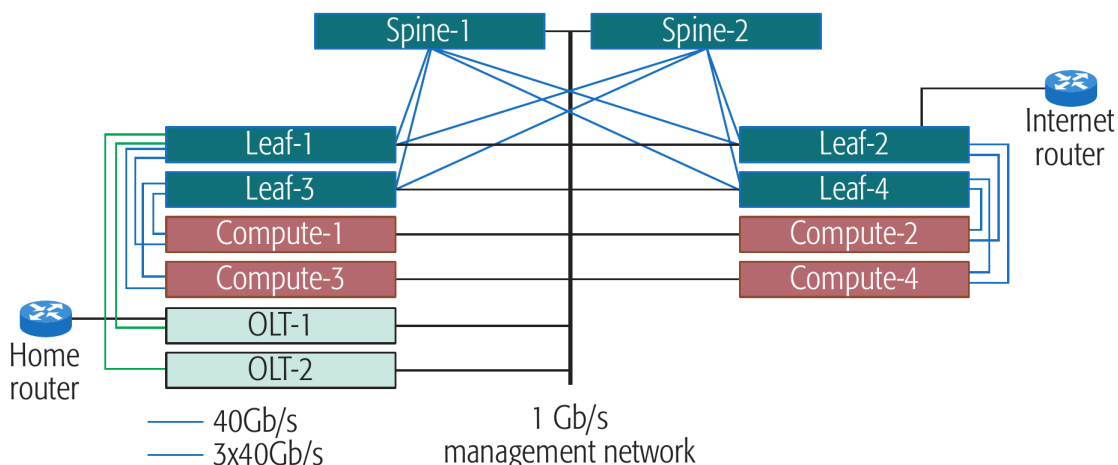 Spine-1
Spine-2
Internet
router
Leaf-1
Leaf-2
Leaf-3
Leaf-4
Compute-1
Compute-2
Compute-3
Compute-4
OLT-1
OLT-2
Home
router
40Gb/s
3x40Gb/s
1 Gb/s
management network